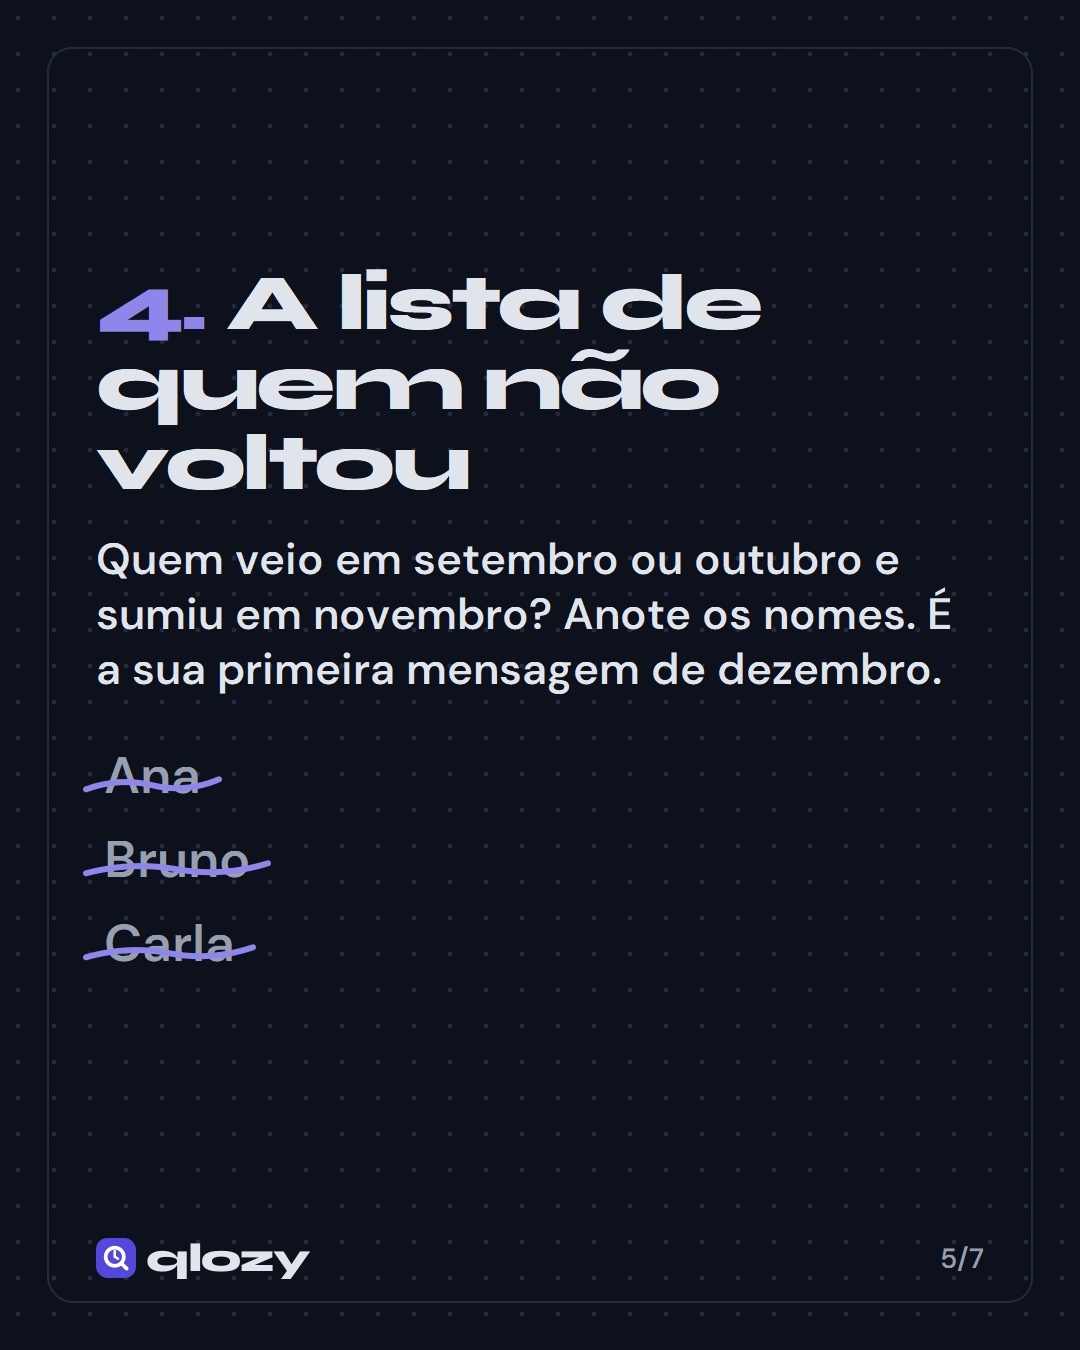 4. A lista de
quem não
voltou
Quem veio em setembro ou outubro e
sumiu em novembro? Anote os nomes. É
a sua primeira mensagem de dezembro.
Ana
Bruno
Carla
qlozy
5/7